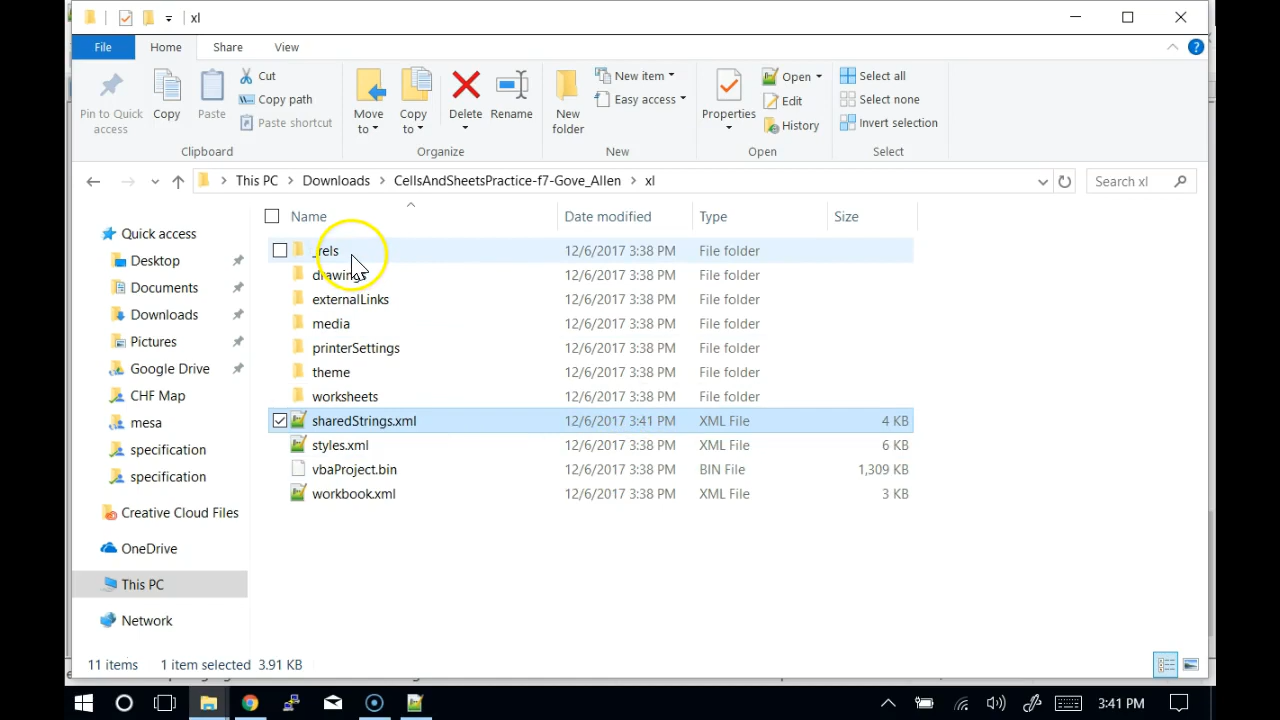 xl
File Home Share View
Pin to Quick access Copy Paste Cut Copy path Paste shortcut Move to Copy to Delete Rename New folder New item Easy access Properties Open Edit History Select all Select none Invert selection
Clipboard Organize New Open Select
This PC > Downloads > CellsAndSheetsPractice-f7-Gove_Allen > xl Search xl
Name Date modified Type Size
Quick access
Desktop
Documents
Downloads
Pictures
Google Drive
CHF Map
mesa
specification
specification
Creative Cloud Files
OneDrive
This PC
Network
_rels 12/6/2017 3:38 PM File folder
drawings 12/6/2017 3:38 PM File folder
externalLinks 12/6/2017 3:38 PM File folder
media 12/6/2017 3:38 PM File folder
printerSettings 12/6/2017 3:38 PM File folder
theme 12/6/2017 3:38 PM File folder
worksheets 12/6/2017 3:38 PM File folder
sharedStrings.xml 12/6/2017 3:41 PM XML File 4 KB
styles.xml 12/6/2017 3:38 PM XML File 6 KB
vbaProject.bin 12/6/2017 3:38 PM BIN File 1,309 KB
workbook.xml 12/6/2017 3:38 PM XML File 3 KB
11 items 1 item selected 3.91 KB
3:41 PM